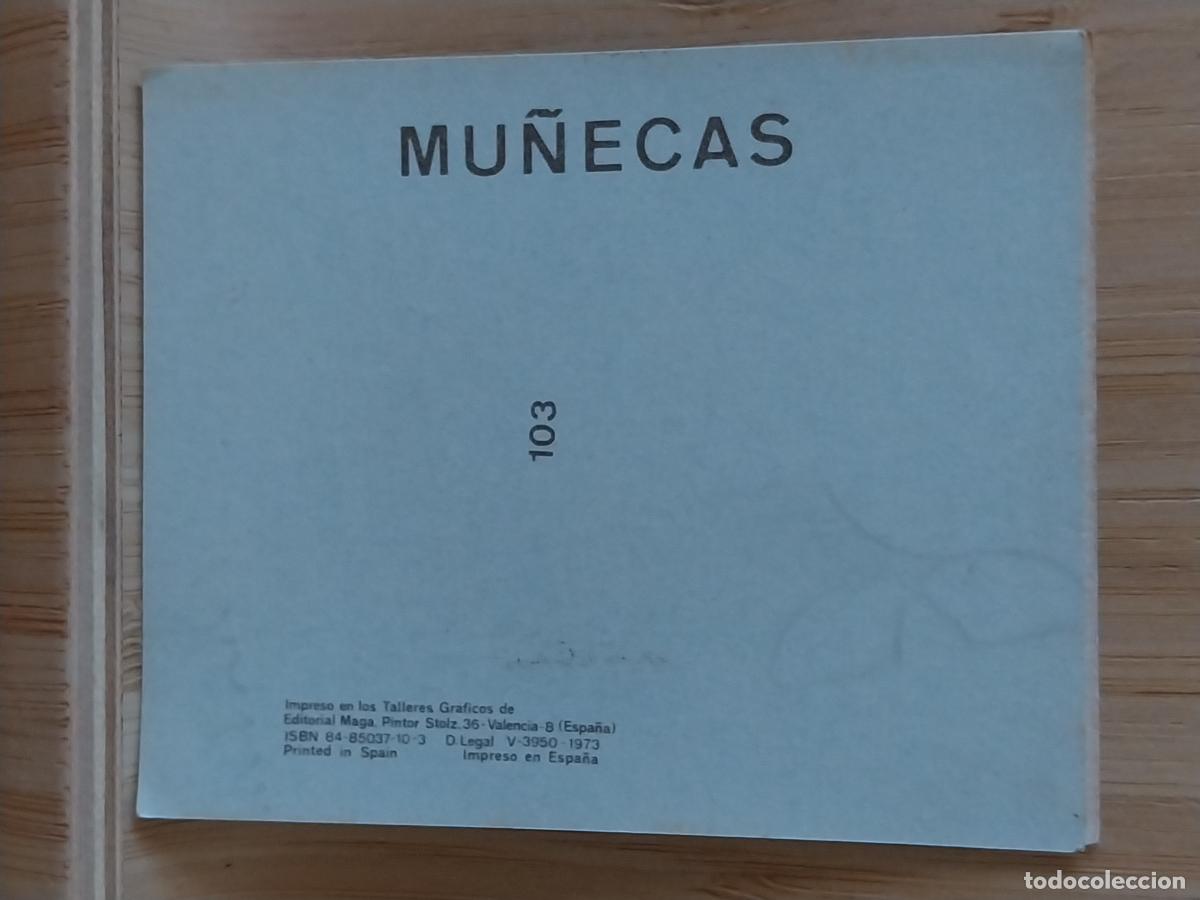 MUÑECAS
103
Impreso en los Talleres Graficos de
Editorial Maga. Pintor Stolz, 36 - Valencia - 8 (España)
ISBN 84-85037-10-3 D. Legal V-3950-1973
Printed in Spain Impreso en España
todocoleccion